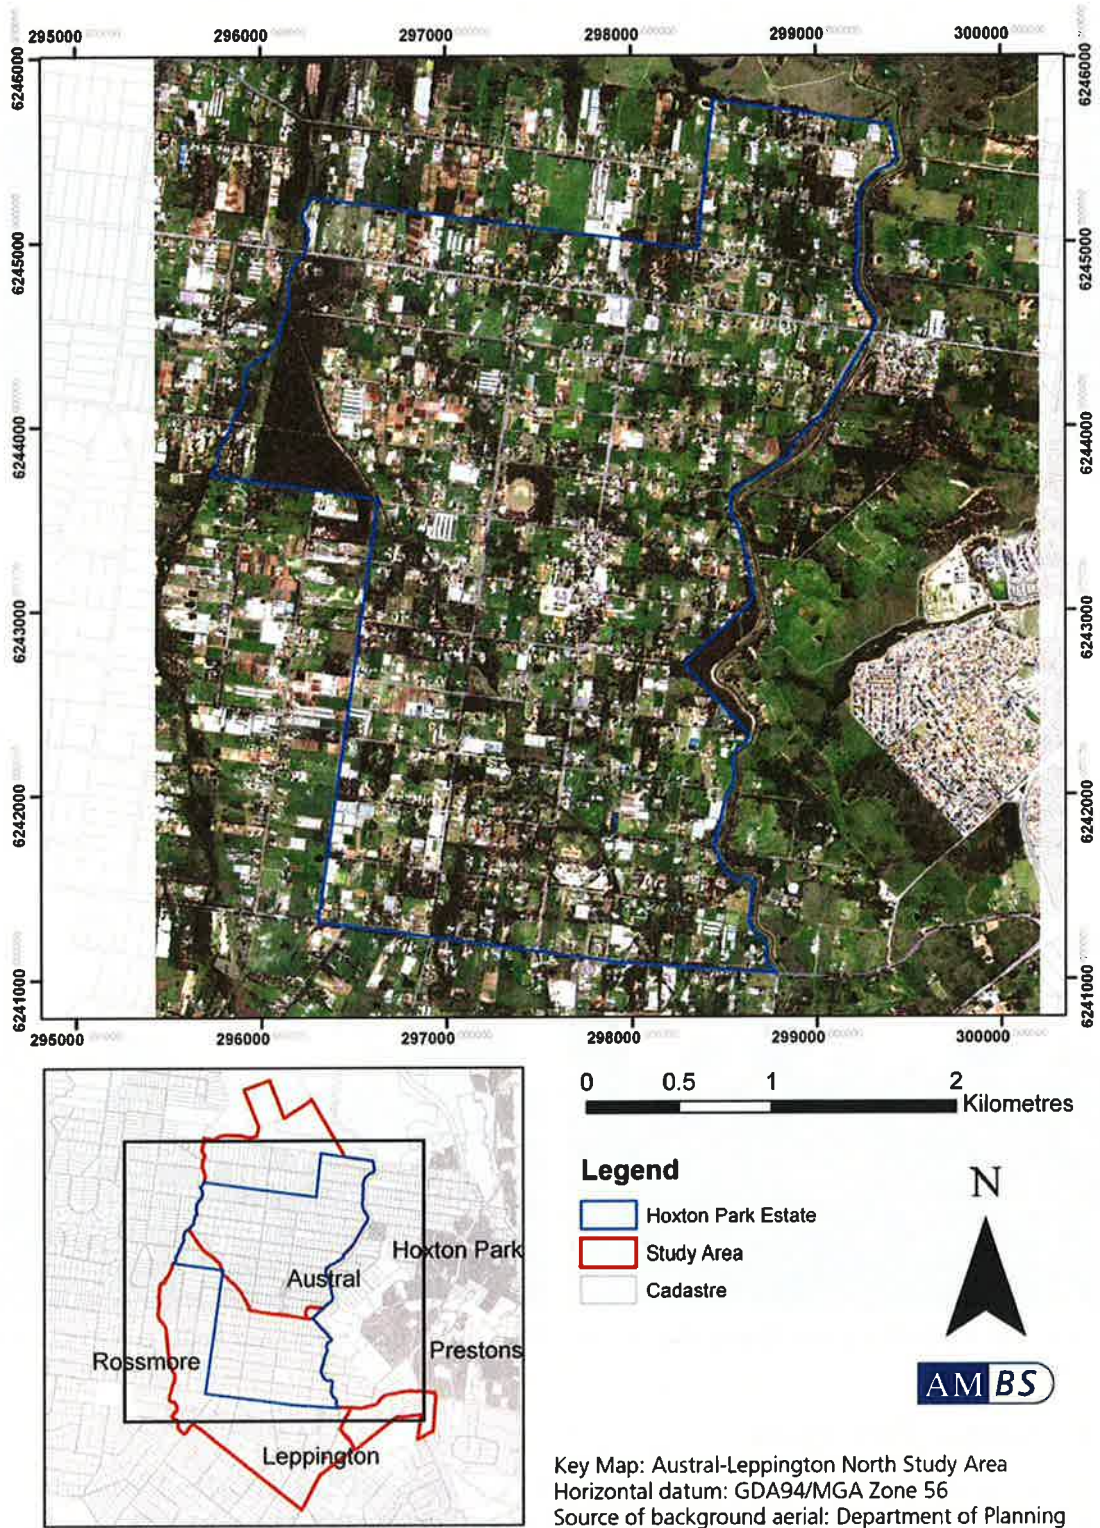 295000 296000 297000 298000 299000 300000
6246000
6245000
6244000
6243000
6242000
6241000
6246000
6245000
6244000
6243000
6242000
6241000
295000 296000 297000 298000 299000 300000
0 0.5 1 2
Kilometres
Legend
Hoxton Park Estate
Study Area
Cadastre
N
AMBS
Hoxton Park
Austral
Prestons
Rossmore
Leppington
Key Map: Austral-Leppington North Study Area
Horizontal datum: GDA94/MGA Zone 56
Source of background aerial: Department of Planning